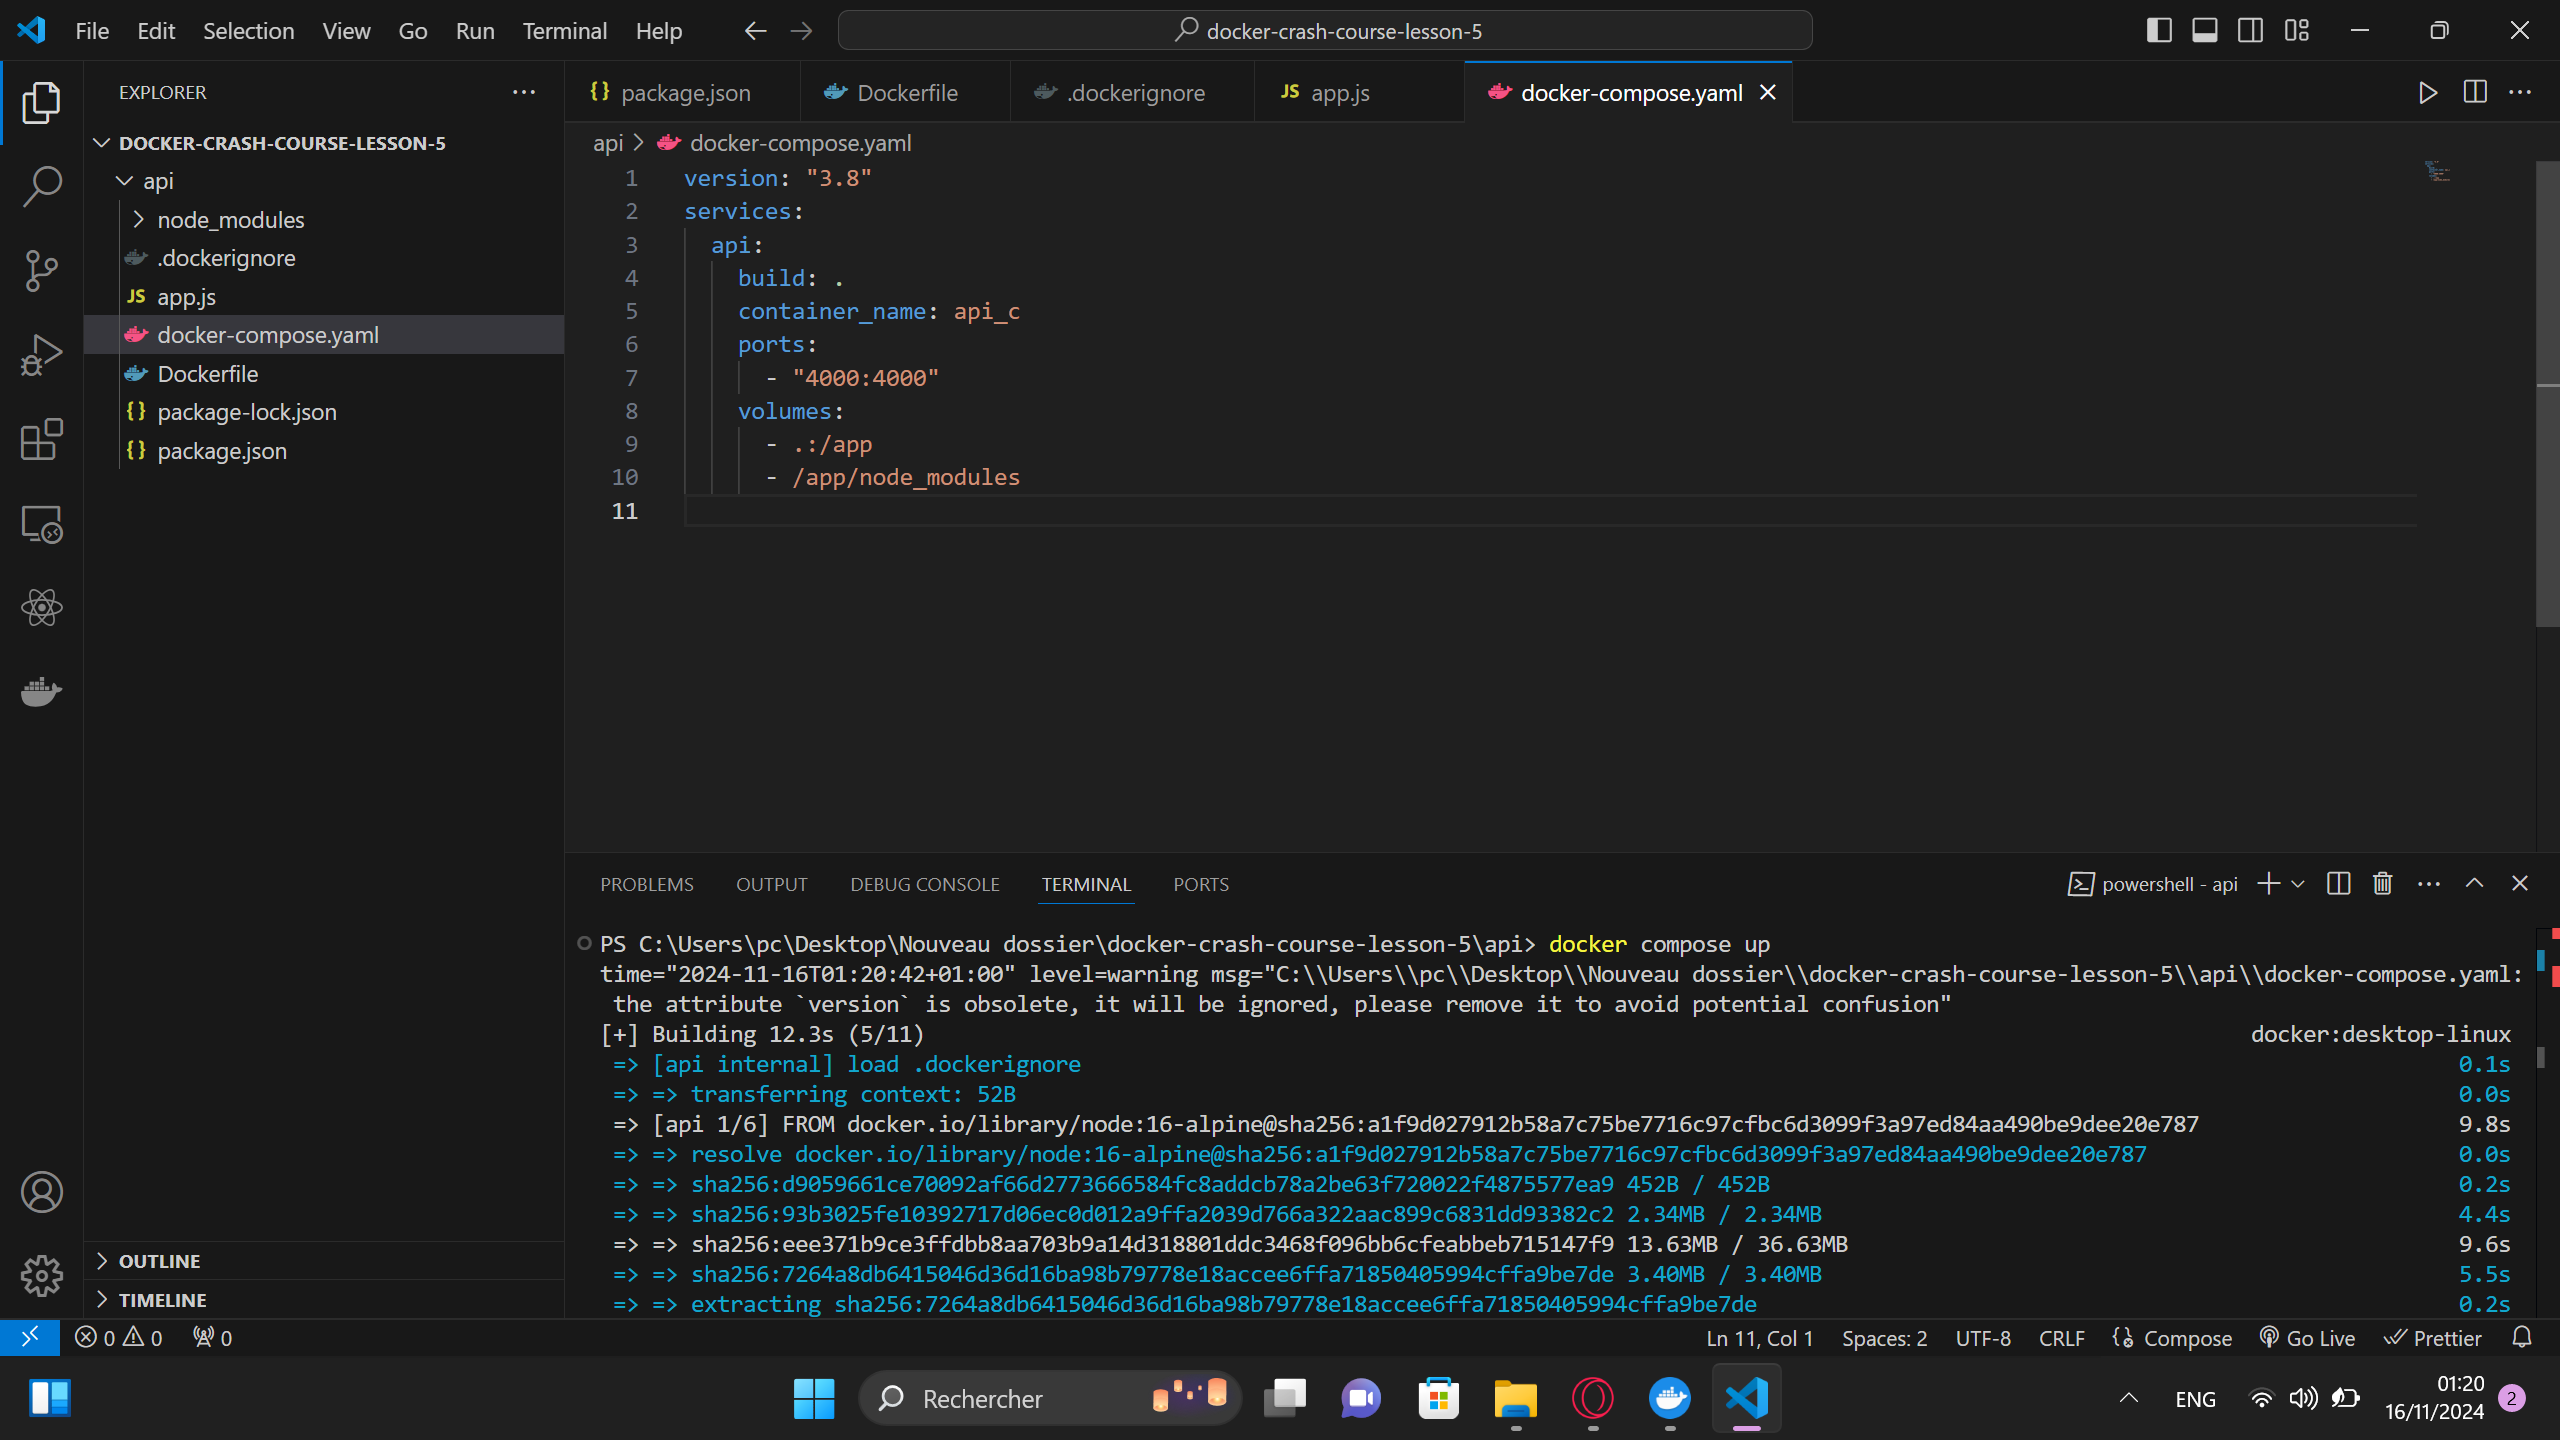 File Edit Selection View Go Run Terminal Help
docker-crash-course-lesson-5
EXPLORER
DOCKER-CRASH-COURSE-LESSON-5
api
node_modules
.dockerignore
JS app.js
docker-compose.yaml
Dockerfile
{} package-lock.json
{} package.json
OUTLINE
TIMELINE
{} package.json
Dockerfile
.dockerignore
JS app.js
docker-compose.yaml
api > docker-compose.yaml
1 version: "3.8"
2 services:
3 api:
4 build: .
5 container_name: api_c
6 ports:
7 - "4000:4000"
8 volumes:
9 - .:/app
10 - /app/node_modules
11
PROBLEMS OUTPUT DEBUG CONSOLE TERMINAL PORTS
powershell - api
PS C:\Users\pc\Desktop\Nouveau dossier\docker-crash-course-lesson-5\api> docker compose up
time="2024-11-16T01:20:42+01:00" level=warning msg="C:\\Users\\pc\\Desktop\\Nouveau dossier\\docker-crash-course-lesson-5\\api\\docker-compose.yaml:
the attribute `version` is obsolete, it will be ignored, please remove it to avoid potential confusion"
[+] Building 12.3s (5/11) docker:desktop-linux
=> [api internal] load .dockerignore 0.1s
=> => transferring context: 52B 0.0s
=> [api 1/6] FROM docker.io/library/node:16-alpine@sha256:a1f9d027912b58a7c75be7716c97cfbc6d3099f3a97ed84aa490be9dee20e787 9.8s
=> => resolve docker.io/library/node:16-alpine@sha256:a1f9d027912b58a7c75be7716c97cfbc6d3099f3a97ed84aa490be9dee20e787 0.0s
=> => sha256:d9059661ce70092af66d2773666584fc8addcb78a2be63f720022f4875577ea9 452B / 452B 0.2s
=> => sha256:93b3025fe10392717d06ec0d012a9ffa2039d766a322aac899c6831dd93382c2 2.34MB / 2.34MB 4.4s
=> => sha256:eee371b9ce3ffdbb8aa703b9a14d318801ddc3468f096bb6cfeabbeb715147f9 13.63MB / 36.63MB 9.6s
=> => sha256:7264a8db6415046d36d16ba98b79778e18accee6ffa71850405994cffa9be7de 3.40MB / 3.40MB 5.5s
=> => extracting sha256:7264a8db6415046d36d16ba98b79778e18accee6ffa71850405994cffa9be7de 0.2s
0 0 0
Ln 11, Col 1 Spaces: 2 UTF-8 CRLF Compose Go Live Prettier
Rechercher
ENG
01:20
16/11/2024
2